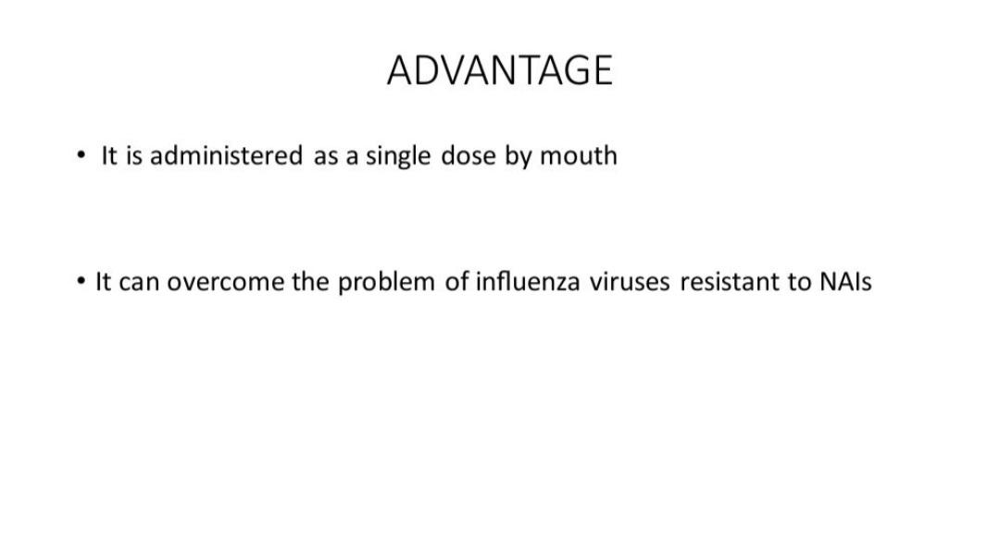 ADVANTAGE
• It is administered as a single dose by mouth
• It can overcome the problem of influenza viruses resistant to NAIs